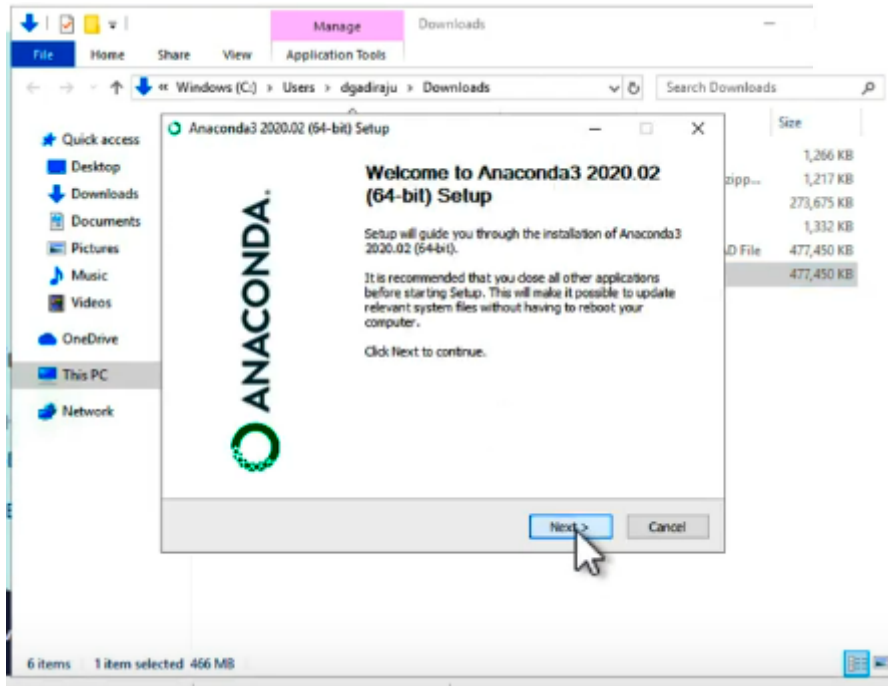 Manage
Downloads
File
Home
Share
View
Application Tools
« Windows (C:) › Users › dgadiraju › Downloads
Search Downloads
Anaconda3 2020.02 (64-bit) Setup
Size
Quick access
Desktop
Downloads
Documents
Pictures
Music
Videos
OneDrive
This PC
Network
ANACONDA.
Welcome to Anaconda3 2020.02
(64-bit) Setup
Setup will guide you through the installation of Anaconda3
2020.02 (64-bit).
It is recommended that you close all other applications
before starting Setup. This will make it possible to update
relevant system files without having to reboot your
computer.
Click Next to continue.
1,266 KB
zipp... 1,217 KB
273,675 KB
1,332 KB
D File 477,450 KB
477,450 KB
Next >
Cancel
6 items 1 item selected 466 MB